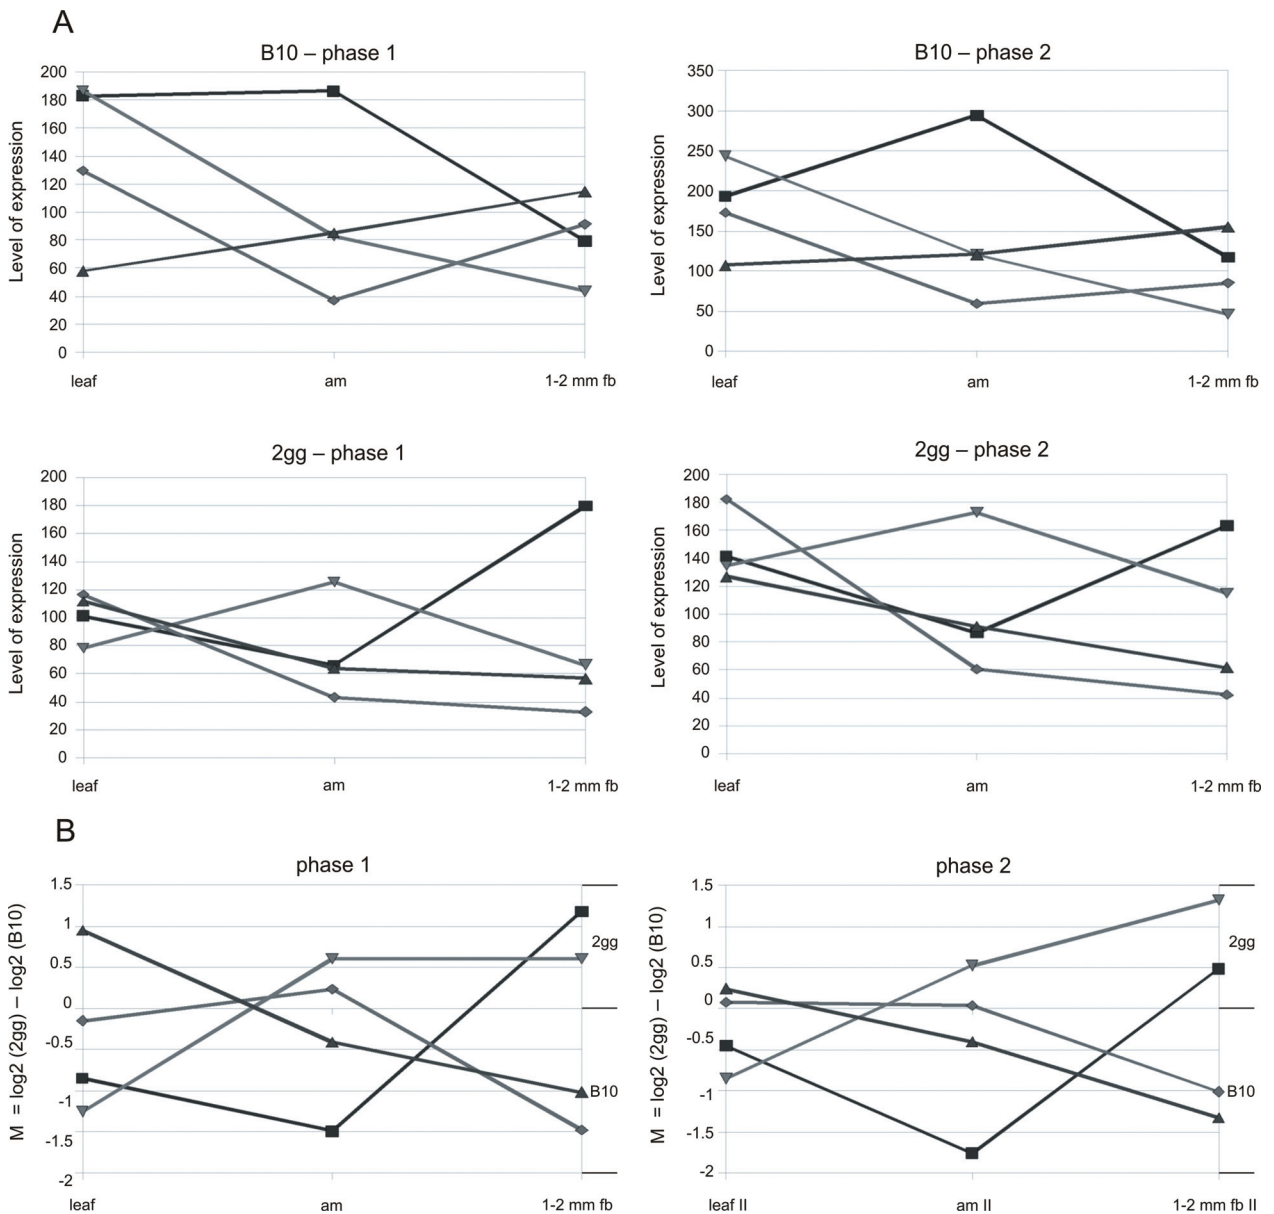 A
B10 – phase 1
Level of expression
200
180
160
140
120
100
80
60
40
20
0
leaf am 1-2 mm fb
B10 – phase 2
Level of expression
350
300
250
200
150
100
50
0
leaf am 1-2 mm fb
2gg – phase 1
Level of expression
200
180
160
140
120
100
80
60
40
20
0
leaf am 1-2 mm fb
2gg – phase 2
Level of expression
200
180
160
140
120
100
80
60
40
20
0
leaf am 1-2 mm fb
B
phase 1
M = log2 (2gg) – log2 (B10)
1.5
1
0.5
0
-0.5
-1
-1.5
-2
2gg
B10
leaf am 1-2 mm fb
phase 2
M = log2 (2gg) – log2 (B10)
1.5
1
0.5
0
-0.5
-1
-1.5
-2
2gg
B10
leaf II am II 1-2 mm fb II